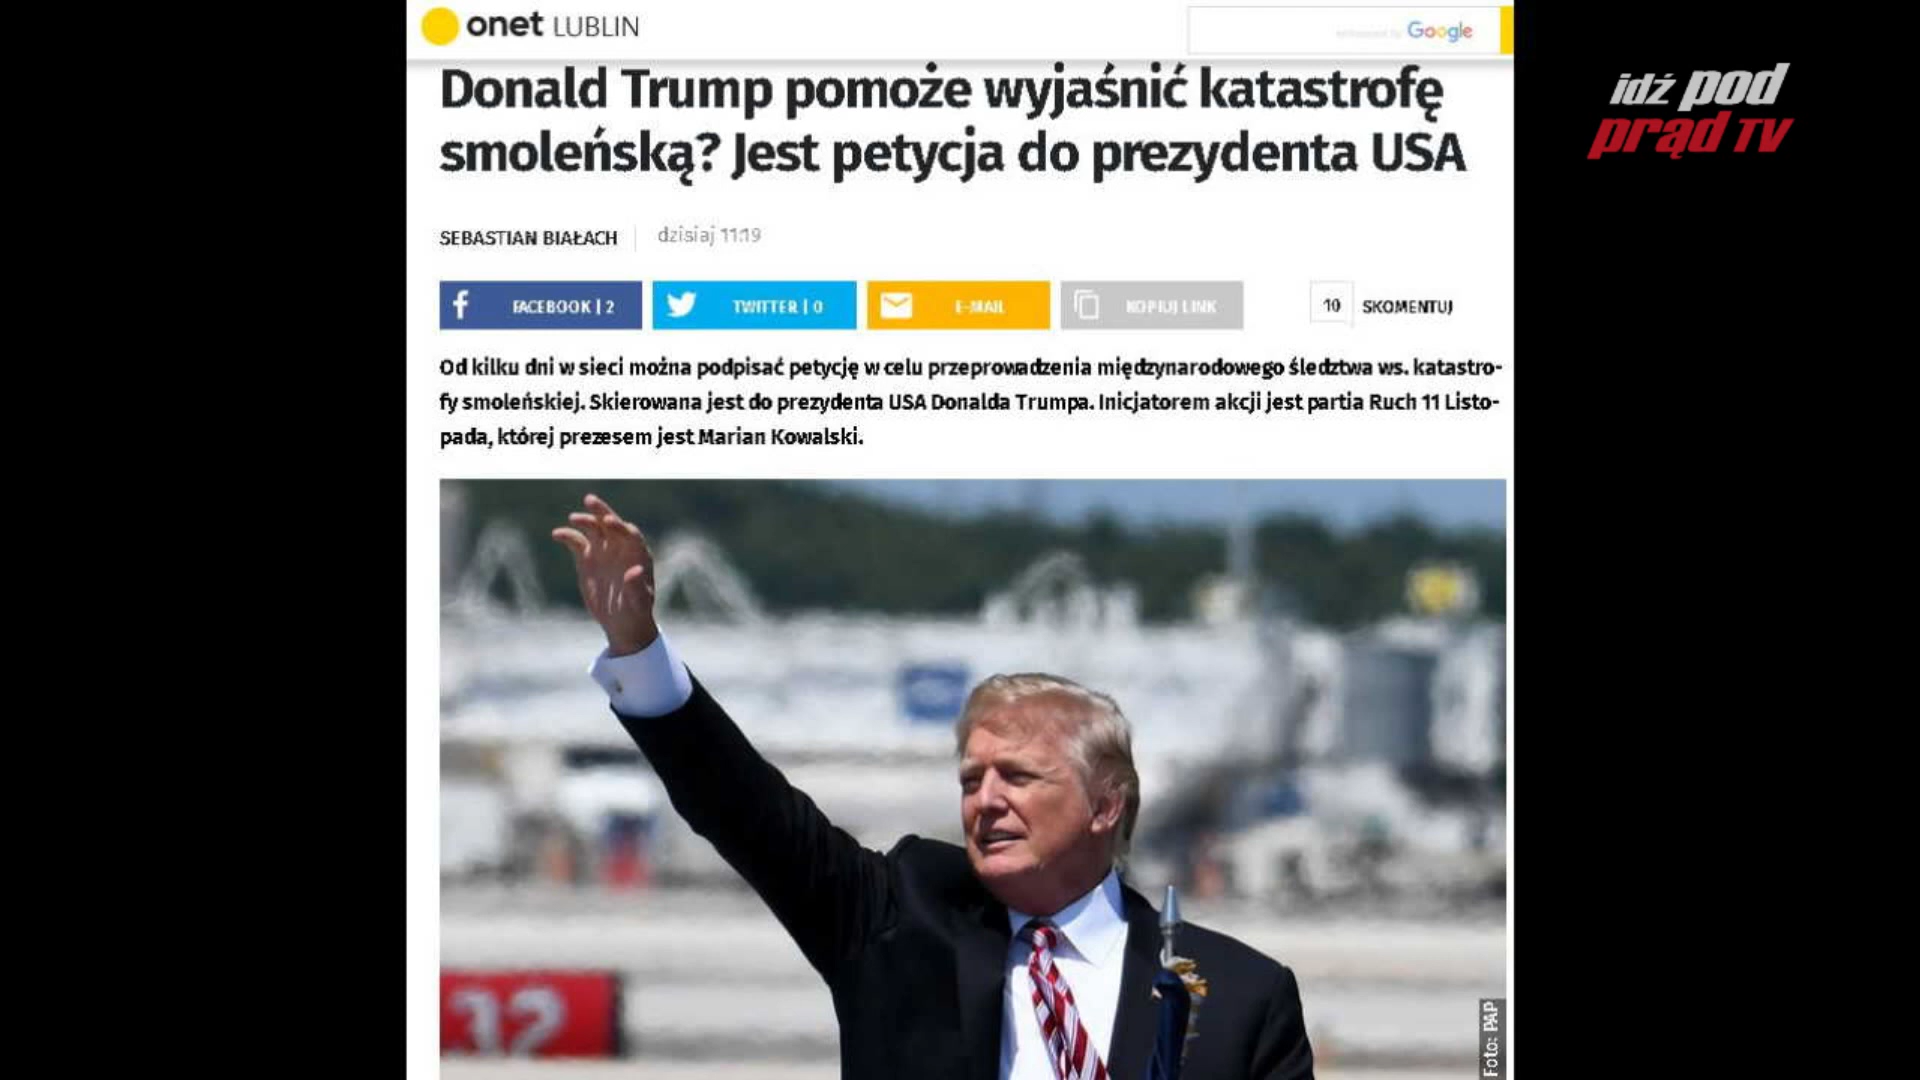 onet LUBLIN
Google
idź pod
prąd TV
Donald Trump pomoże wyjaśnić katastrofę
smoleńską? Jest petycja do prezydenta USA
SEBASTIAN BIAŁACH dzisiaj 11:19
FACEBOOK | 2 TWITTER | 0 E-MAIL KOPIUJ LINK 10 SKOMENTUJ
Od kilku dni w sieci można podpisać petycję w celu przeprowadzenia międzynarodowego śledztwa ws. katastro-
fy smoleńskiej. Skierowana jest do prezydenta USA Donalda Trumpa. Inicjatorem akcji jest partia Ruch 11 Listo-
pada, której prezesem jest Marian Kowalski.
32
Foto: PAP